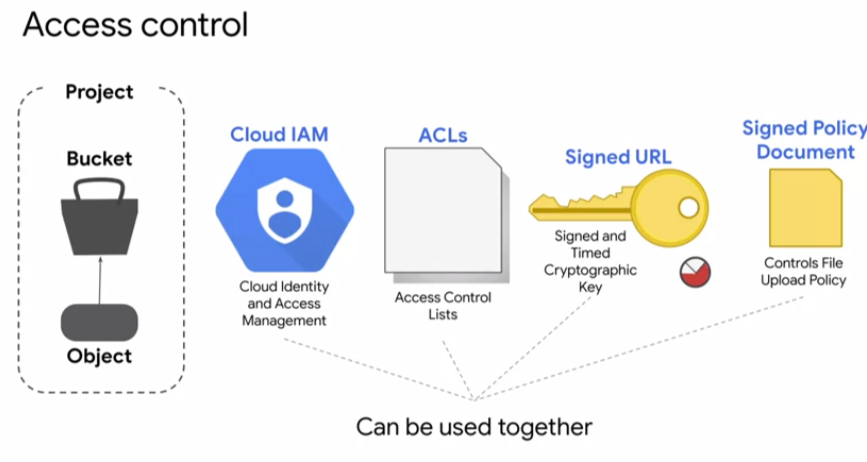 Access control
Project
Bucket
Object
Cloud IAM
Cloud Identity
and Access
Management
ACLs
Access Control
Lists
Signed URL
Signed and
Timed
Cryptographic
Key
Signed Policy
Document
Controls File
Upload Policy
Can be used together